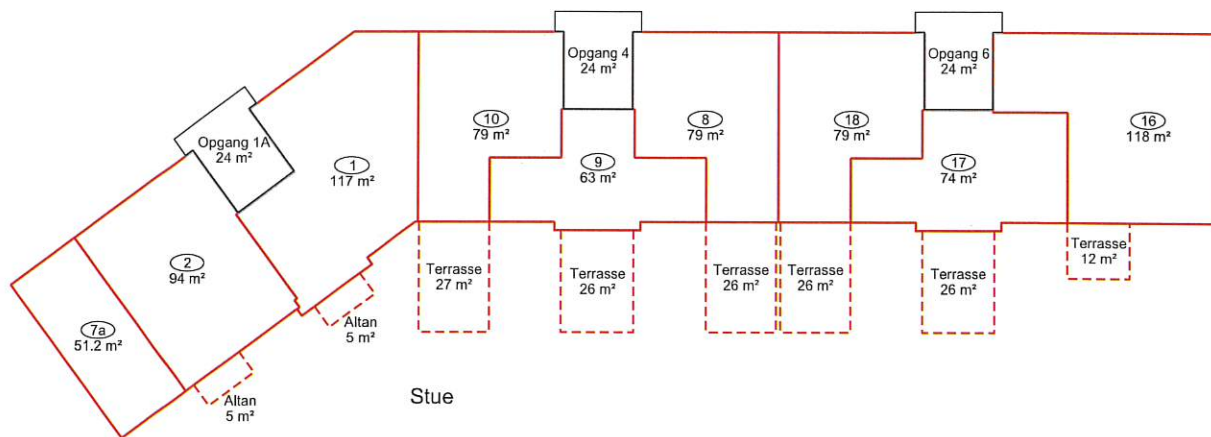 Opgang 4
24 m²
Opgang 6
24 m²
Opgang 1A
24 m²
10
79 m²
8
79 m²
18
79 m²
16
118 m²
1
117 m²
9
63 m²
17
74 m²
2
94 m²
7a
51.2 m²
Terrasse
27 m²
Terrasse
26 m²
Terrasse
26 m²
Terrasse
26 m²
Terrasse
26 m²
Terrasse
12 m²
Altan
5 m²
Altan
5 m²
Stue